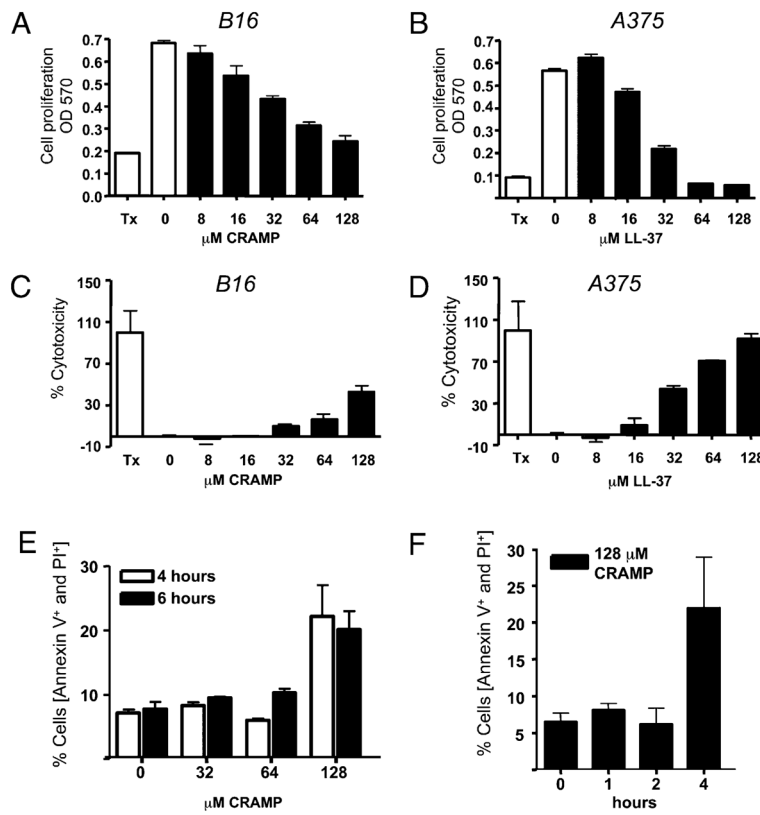 A
B16
Cell proliferation
OD 570
0.7
0.6
0.5
0.4
0.3
0.2
0.1
0.0
Tx 0 8 16 32 64 128
μM CRAMP
B
A375
Cell proliferation
OD 570
0.7
0.6
0.5
0.4
0.3
0.2
0.1
Tx 0 8 16 32 64 128
μM LL-37
C
B16
% Cytotoxicity
150
110
70
30
-10
Tx 0 8 16 32 64 128
μM CRAMP
D
A375
% Cytotoxicity
150
110
70
30
-10
Tx 0 8 16 32 64 128
μM LL-37
E
% Cells [Annexin V+ and PI+]
30
20
10
4 hours
6 hours
0 32 64 128
μM CRAMP
F
% Cells [Annexin V+ and PI+]
30
25
20
15
10
5
128 μM
CRAMP
0 1 2 4
hours